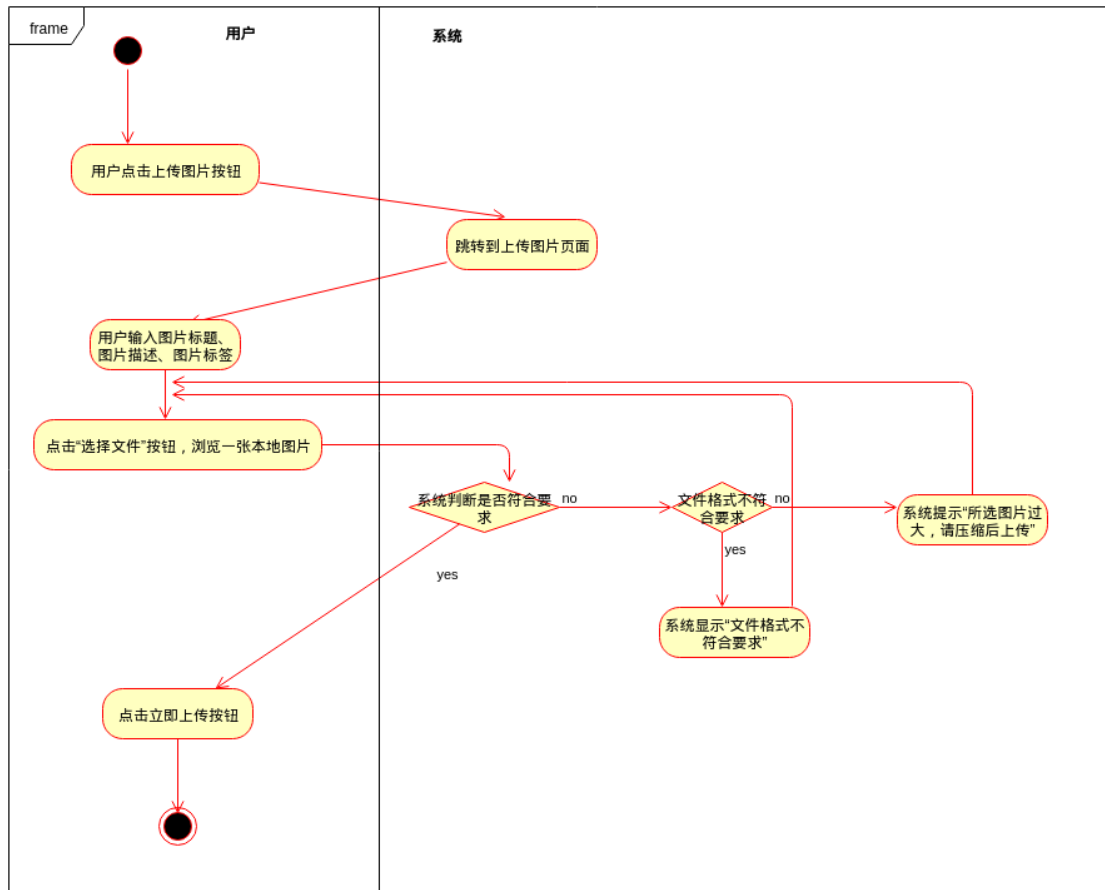 frame
用户
系统
用户点击上传图片按钮
跳转到上传图片页面
用户输入图片标题、
图片描述、图片标签
点击“选择文件”按钮，浏览一张本地图片
系统判断是否符合要
求
no
文件格式不符
合要求
no
系统提示“所选图片过
大，请压缩后上传”
yes
yes
系统显示“文件格式不
符合要求”
点击立即上传按钮